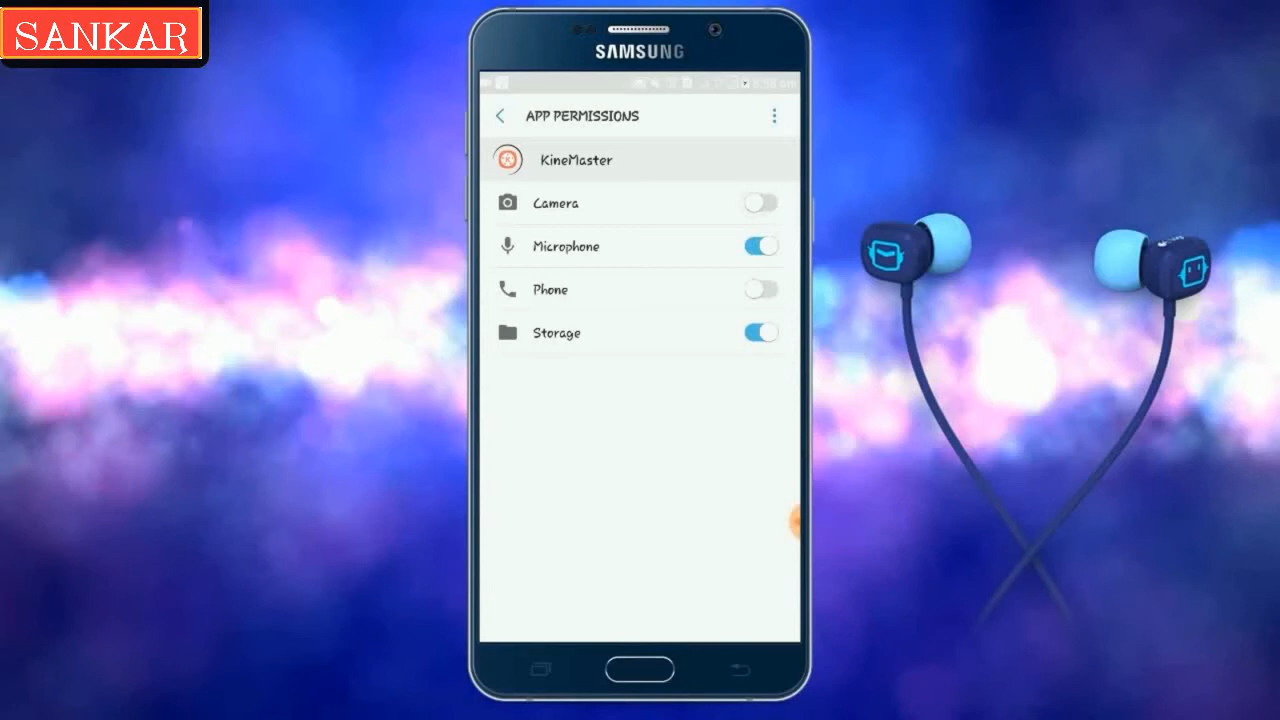 SANKAR
SAMSUNG
APP PERMISSIONS
KineMaster
Camera
Microphone
Phone
Storage